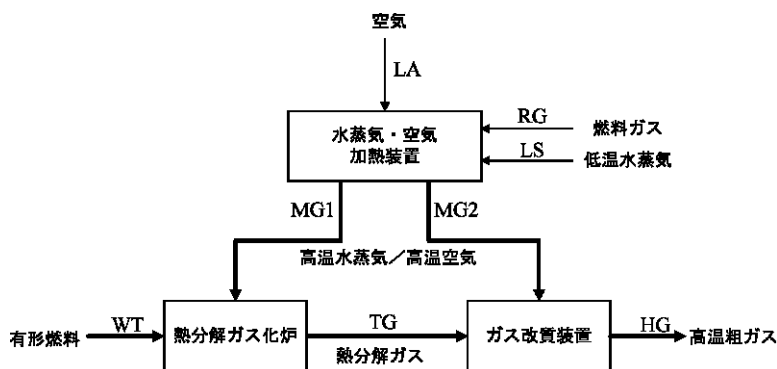 空気
LA
水蒸気・空気
加熱装置
RG
燃料ガス
LS
低温水蒸気
MG1
MG2
高温水蒸気／高温空気
有形燃料
WT
熱分解ガス化炉
TG
熱分解ガス
ガス改質装置
HG
高温粗ガス